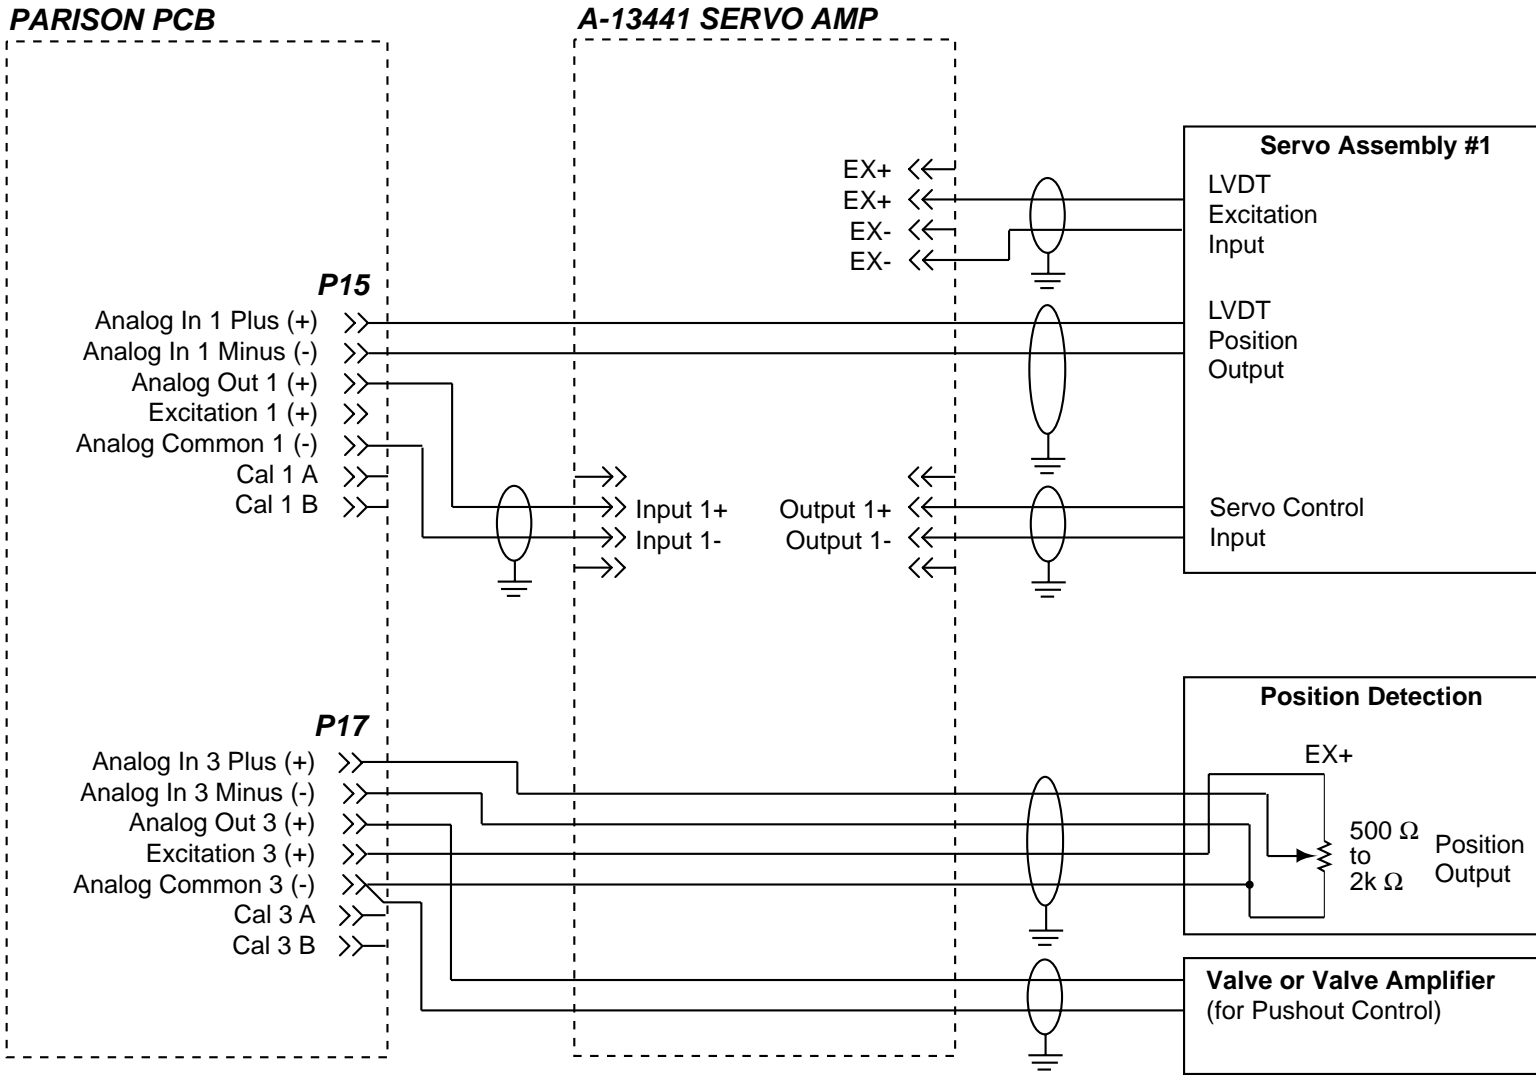 PARISON PCB
A-13441 SERVO AMP
Servo Assembly #1
EX+
EX+
EX-
EX-
LVDT
Excitation
Input
P15
Analog In 1 Plus (+)
Analog In 1 Minus (-)
Analog Out 1 (+)
Excitation 1 (+)
Analog Common 1 (-)
Cal 1 A
Cal 1 B
LVDT
Position
Output
Input 1+
Input 1-
Output 1+
Output 1-
Servo Control
Input
P17
Analog In 3 Plus (+)
Analog In 3 Minus (-)
Analog Out 3 (+)
Excitation 3 (+)
Analog Common 3 (-)
Cal 3 A
Cal 3 B
Position Detection
EX+
500 Ω
to
2k Ω
Position
Output
Valve or Valve Amplifier
(for Pushout Control)